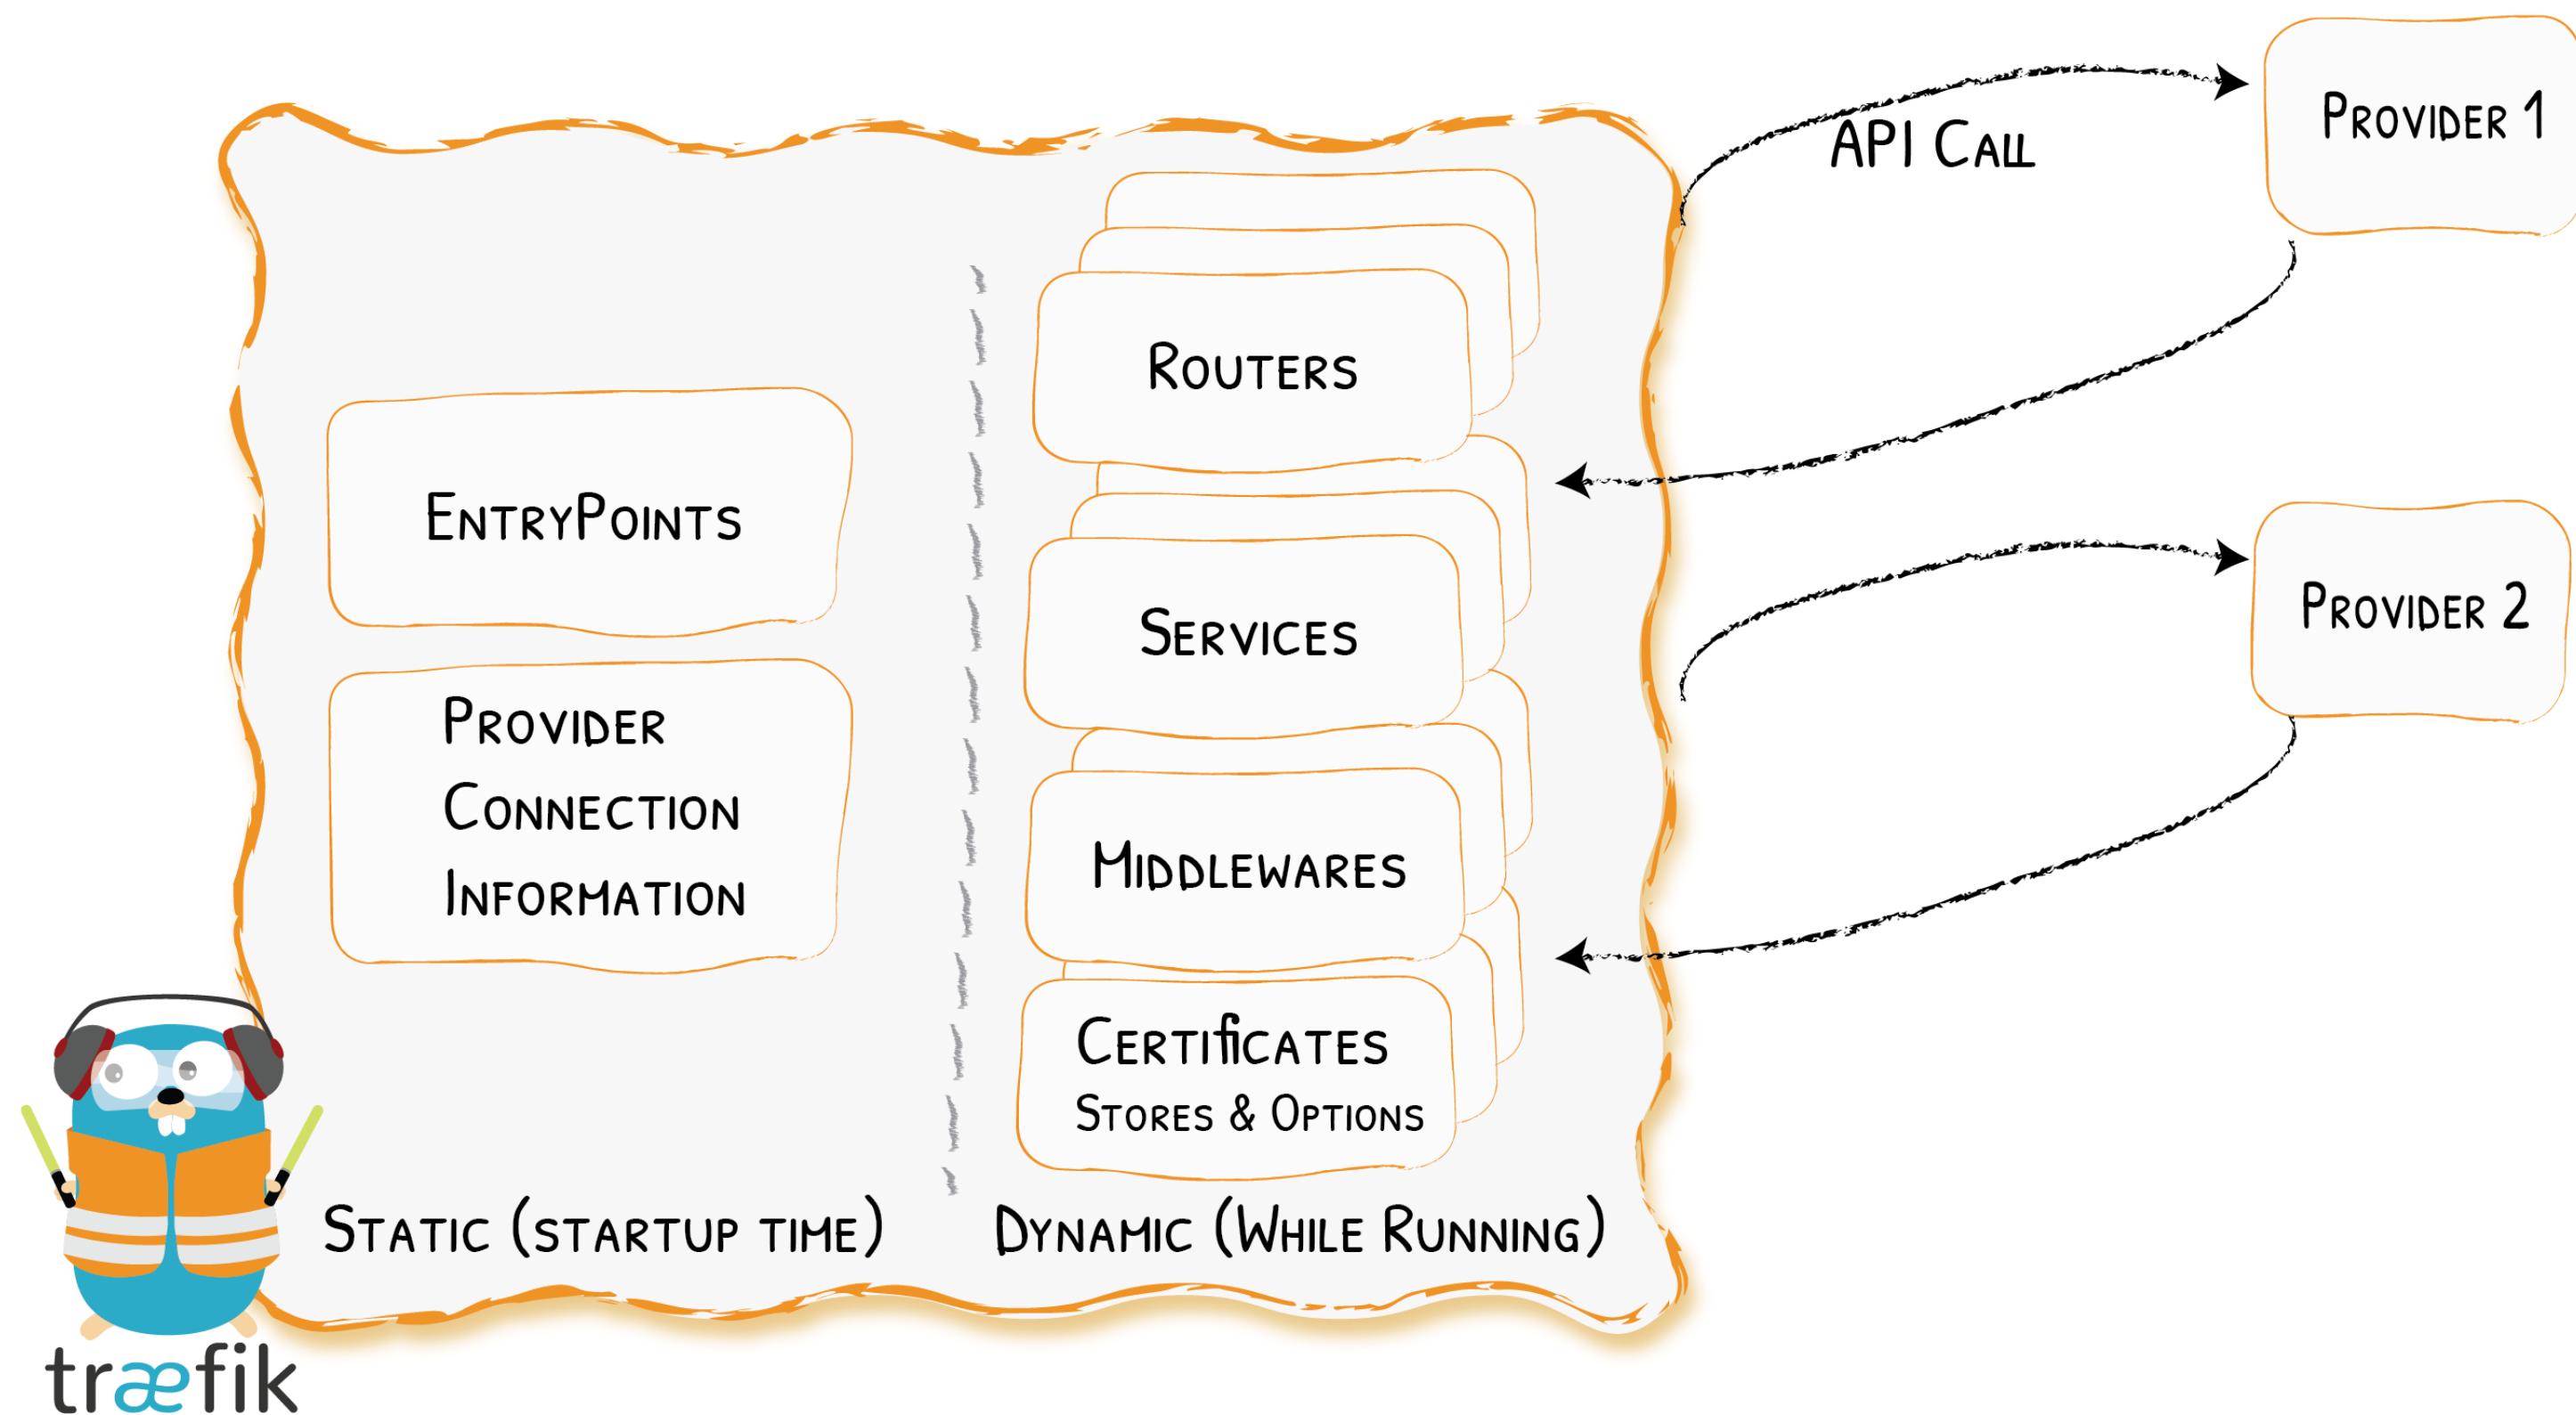 API Call
Provider 1
Routers
EntryPoints
Services
Provider 2
Provider
Connection
Information
Middlewares
Certificates
Stores & Options
Static (startup time)
Dynamic (While Running)
træfik